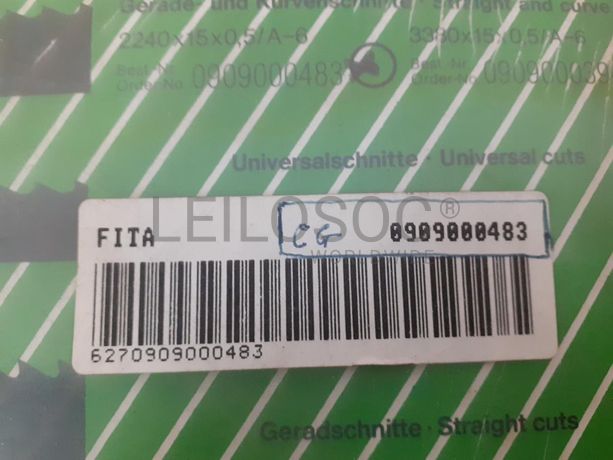 Gerade- und Kurvenschnitte · Straight and curve
2240x15x0,5/A-6 3380x15x0,5/A-6
Best.-Nr. Order-No. 0909000483 Best.-Nr. Order-No.
Universalschnitte · Universal cuts
LEILOSOC®
WORLDWIDE
FITA CG 0909000483
6270909000483
Geradschnitte · Straight cuts